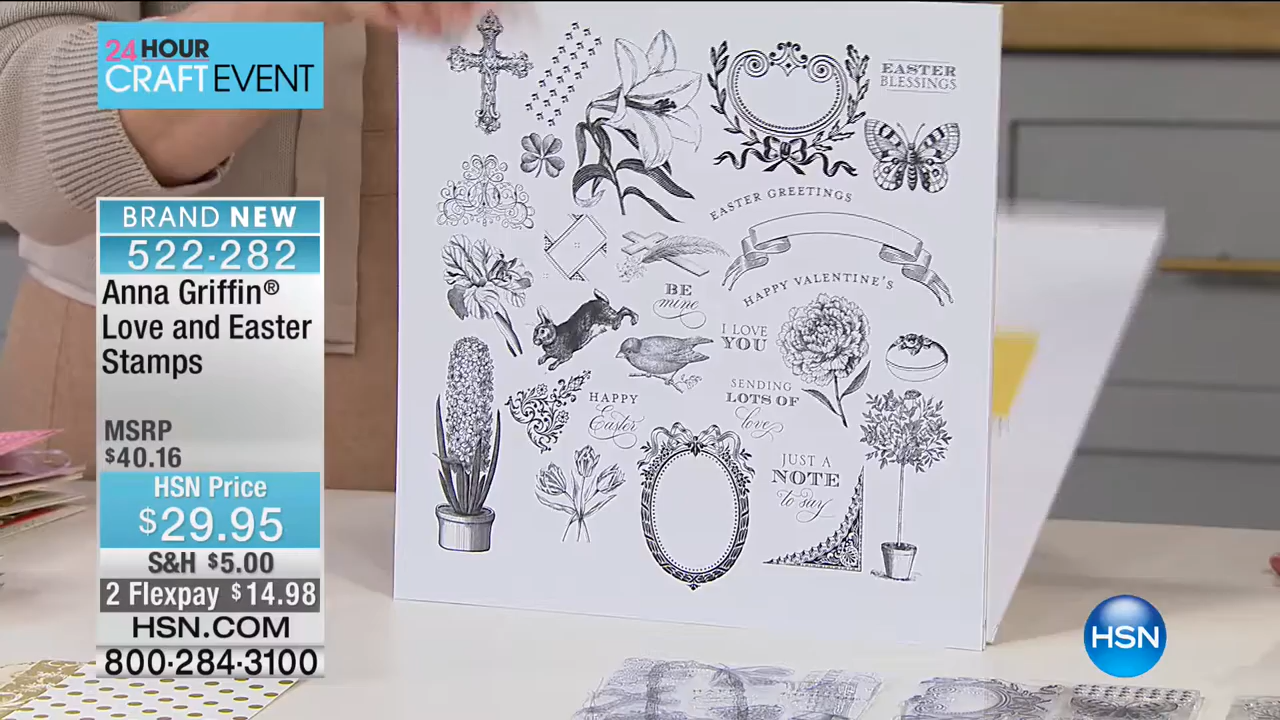 24 HOUR
CRAFT EVENT
BRAND NEW
522-282
Anna Griffin®
Love and Easter
Stamps
MSRP
$40.16
HSN Price
$29.95
S&H $5.00
2 Flexpay $14.98
HSN.COM
800-284-3100
EASTER
BLESSINGS
EASTER GREETINGS
HAPPY VALENTINE'S
BE
mine
I LOVE
YOU
HAPPY
Easter
SENDING
LOTS OF
love
JUST A
NOTE
to say
HSN